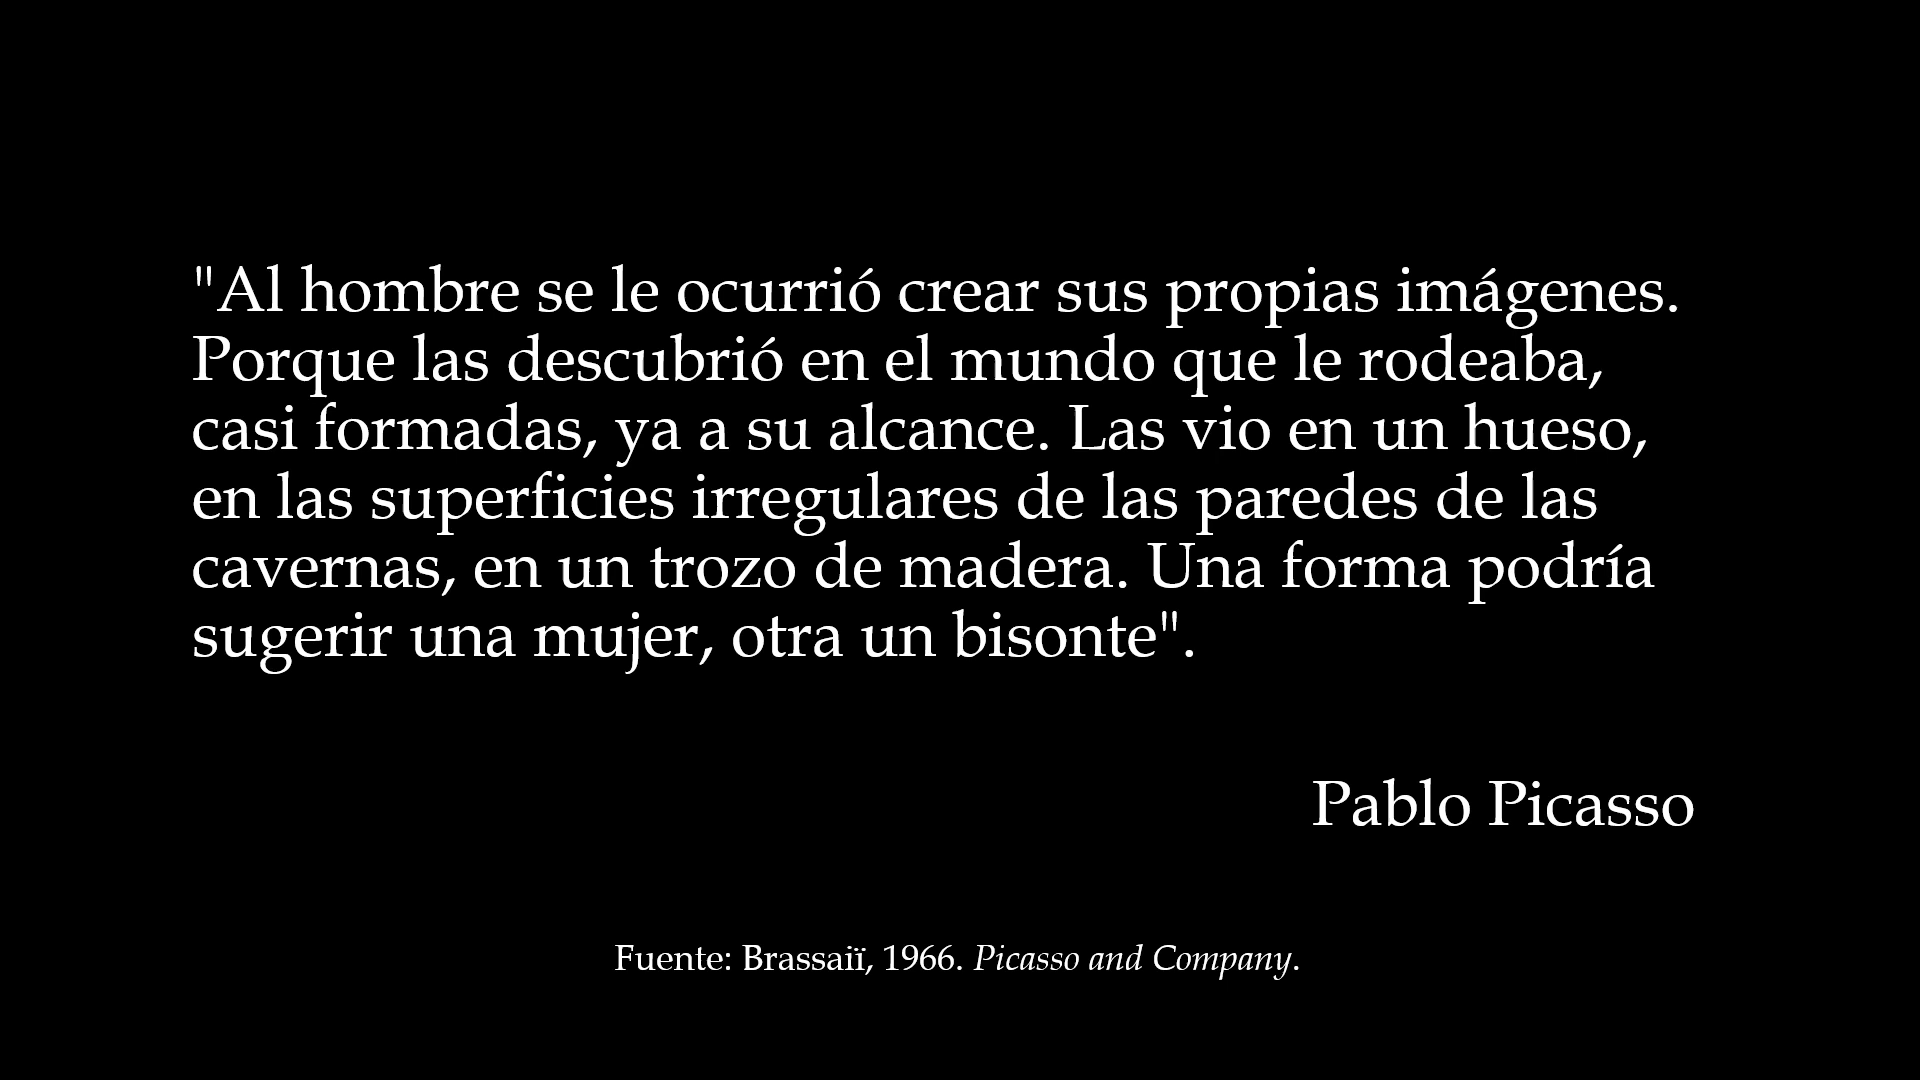 "Al hombre se le ocurrió crear sus propias imágenes.
Porque las descubrió en el mundo que le rodeaba,
casi formadas, ya a su alcance. Las vio en un hueso,
en las superficies irregulares de las paredes de las
cavernas, en un trozo de madera. Una forma podría
sugerir una mujer, otra un bisonte".
Pablo Picasso
Fuente: Brassaiï, 1966. Picasso and Company.